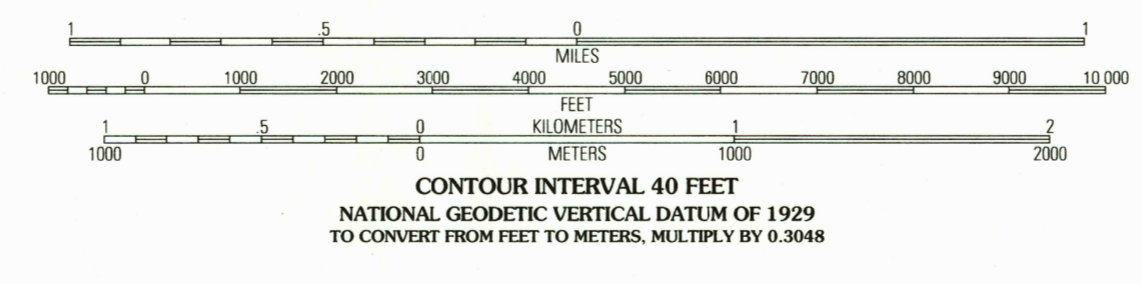 1 .5 0 1
MILES
1000 0 1000 2000 3000 4000 5000 6000 7000 8000 9000 10 000
FEET
1 .5 0 KILOMETERS 1 2
1000 0 METERS 1000 2000
CONTOUR INTERVAL 40 FEET
NATIONAL GEODETIC VERTICAL DATUM OF 1929
TO CONVERT FROM FEET TO METERS, MULTIPLY BY 0.3048